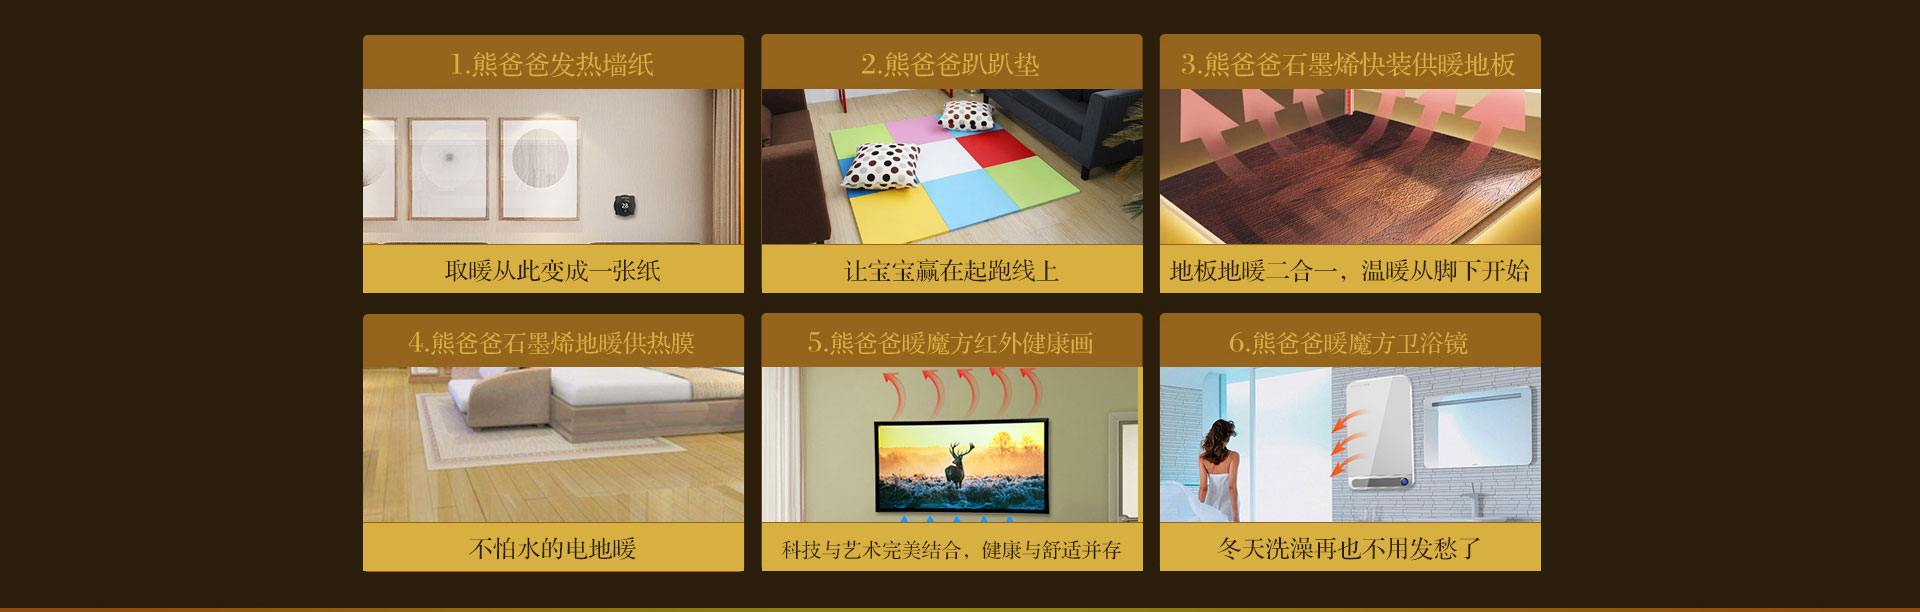 1.熊爸爸发热墙纸
2.熊爸爸趴趴垫
3.熊爸爸石墨烯快装供暖地板
28
取暖从此变成一张纸
让宝宝赢在起跑线上
地板地暖二合一，温暖从脚下开始
4.熊爸爸石墨烯地暖供热膜
5.熊爸爸暖魔方红外健康画
6.熊爸爸暖魔方卫浴镜
不怕水的电地暖
科技与艺术完美结合，健康与舒适并存
冬天洗澡再也不用发愁了